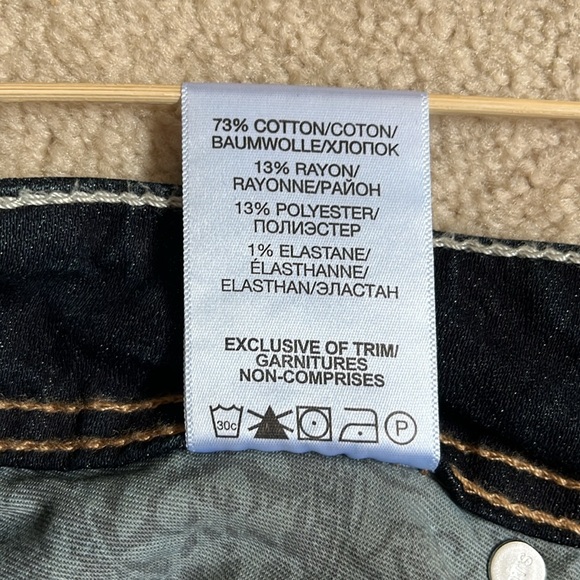 73% COTTON/COTON/
BAUMWOLLE/ХЛОПОК
13% RAYON/
RAYONNE/РАЙОН
13% POLYESTER/
ПОЛИЭСТЕР
1% ELASTANE/
ÉLASTHANNE/
ELASTHAN/ЭЛАСТАН
EXCLUSIVE OF TRIM/
GARNITURES
NON-COMPRISES
30c P